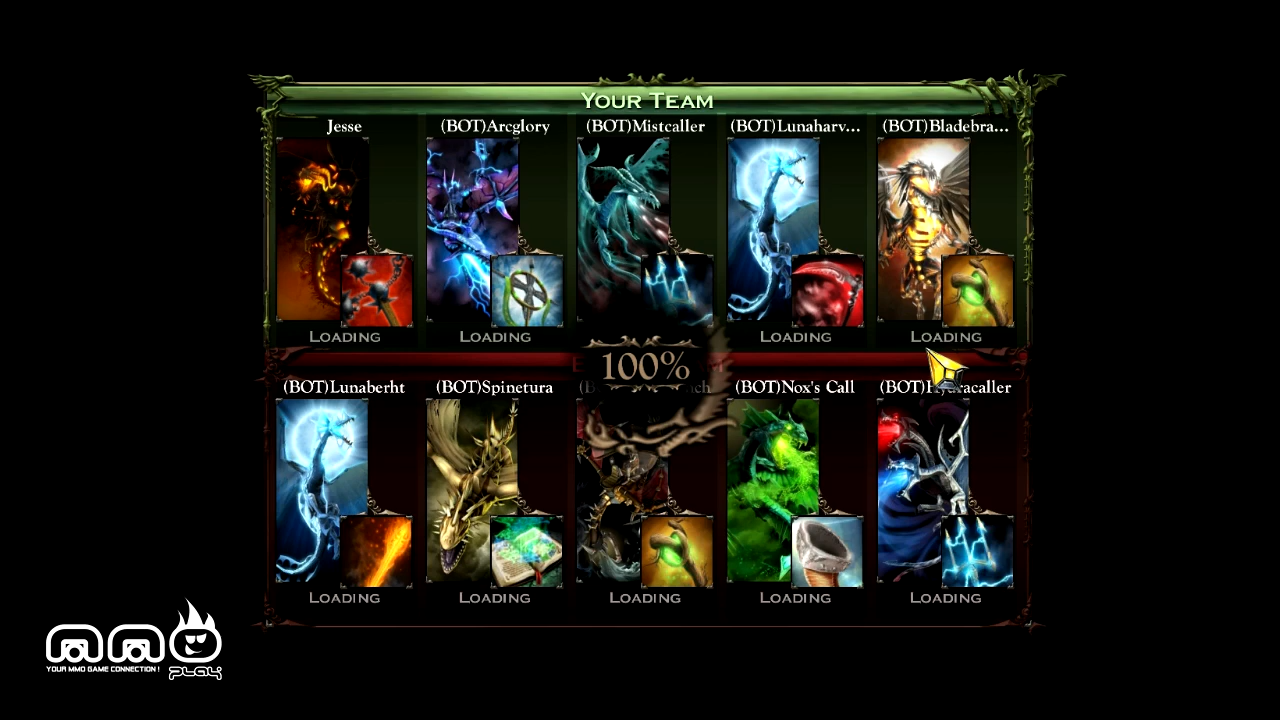 YOUR TEAM
Jesse
(BOT)Arcglory
(BOT)Mistcaller
(BOT)Lunaharv...
(BOT)Bladebra...
LOADING
LOADING
LOADING
LOADING
100%
(BOT)Lunaberht
(BOT)Spinetura
(BOT)Nox's Call
LOADING
LOADING
LOADING
LOADING
LOADING
YOUR MMO GAME CONNECTION!
PLAY